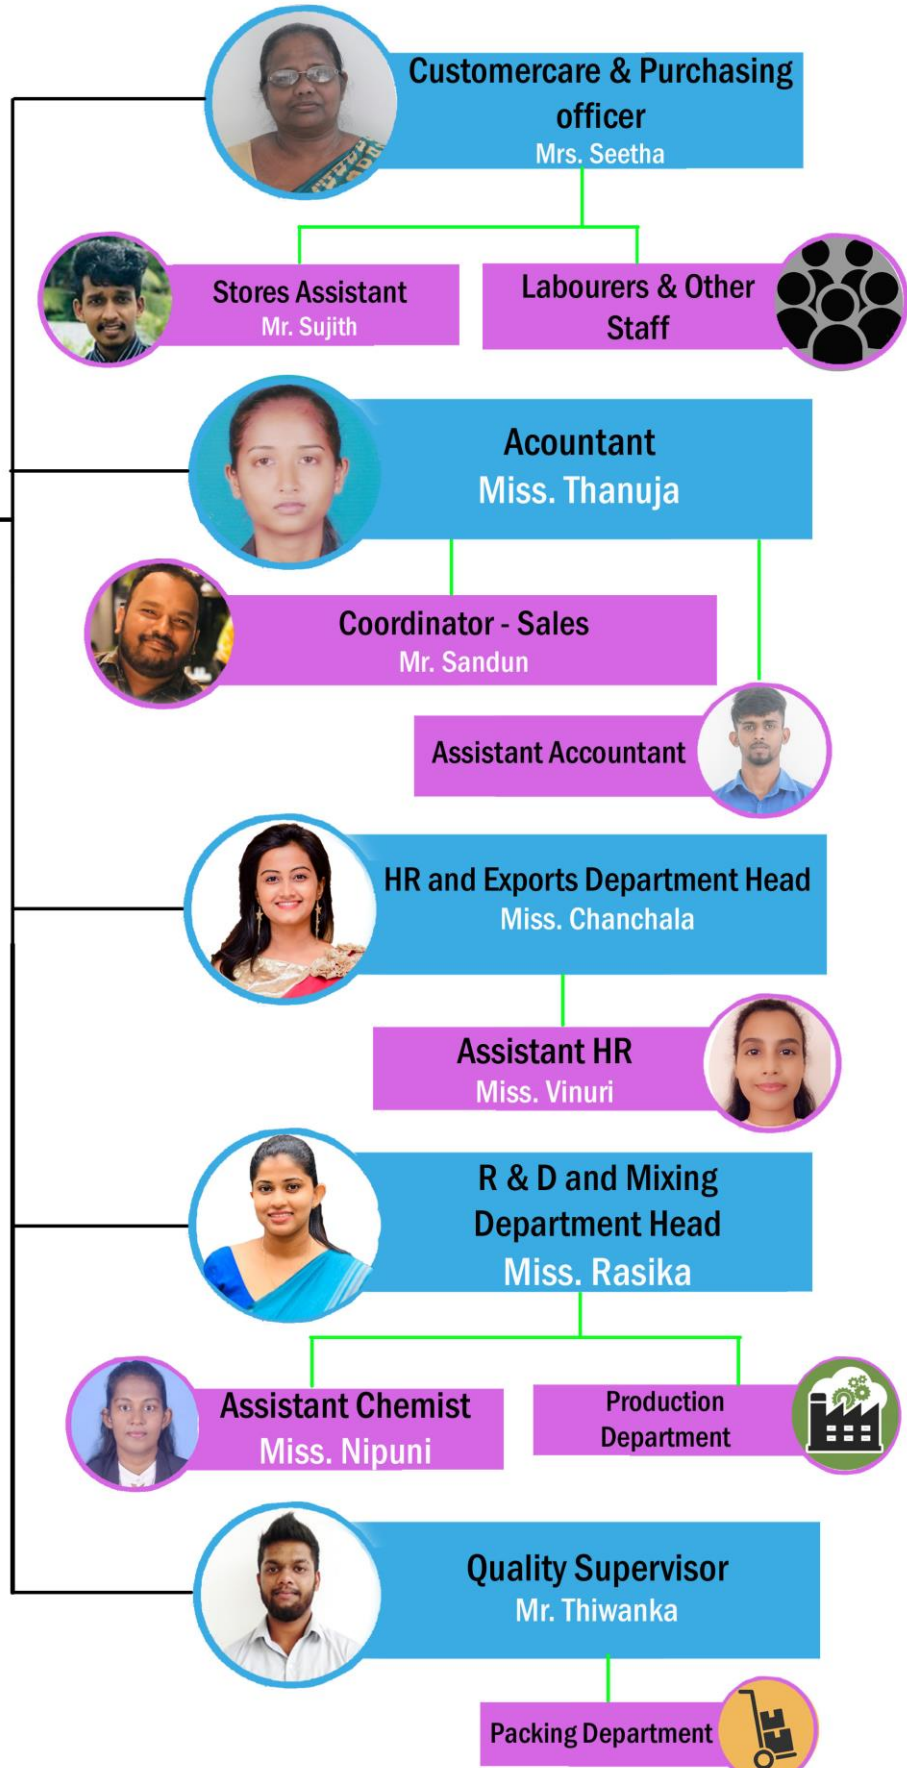 Customercare & Purchasing
officer
Mrs. Seetha
Stores Assistant
Mr. Sujith
Labourers & Other
Staff
Acountant
Miss. Thanuja
Coordinator - Sales
Mr. Sandun
Assistant Accountant
HR and Exports Department Head
Miss. Chanchala
Assistant HR
Miss. Vinuri
R & D and Mixing
Department Head
Miss. Rasika
Assistant Chemist
Miss. Nipuni
Production
Department
Quality Supervisor
Mr. Thiwanka
Packing Department